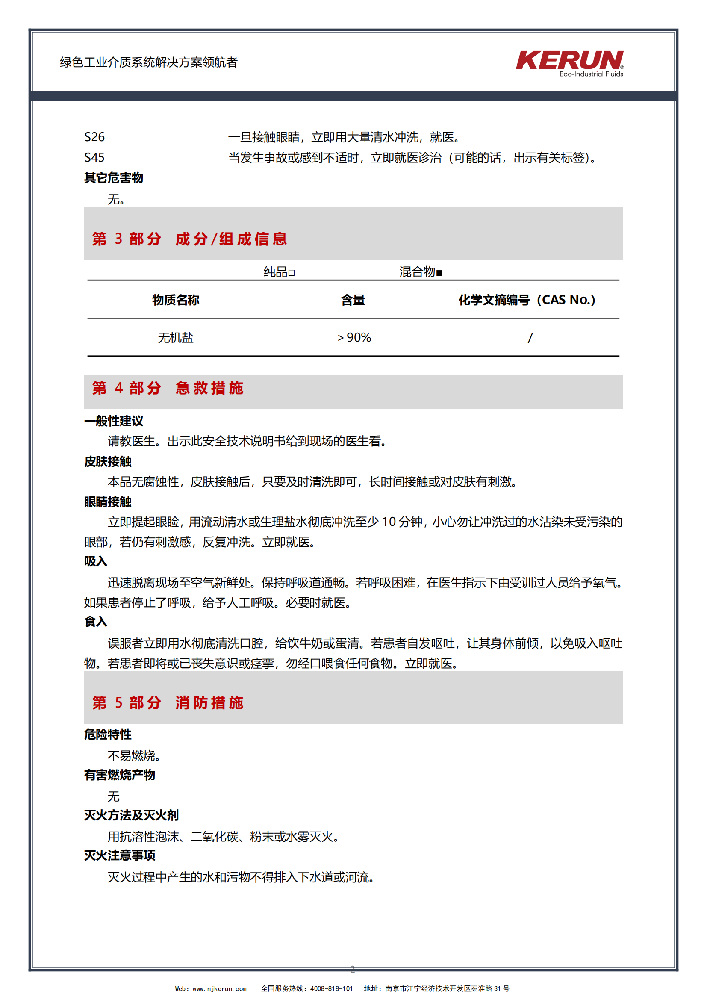 绿色工业介质系统解决方案领航者
KERUN®
Eco-Industrial Fluids
S26 一旦接触眼睛，立即用大量清水冲洗，就医。
S45 当发生事故或感到不适时，立即就医诊治（可能的话，出示有关标签）。
其它危害物
无。
第 3 部分 成分/组成信息
纯品□ 混合物■
物质名称 含量 化学文摘编号（CAS No.）
无机盐 ＞90% /
第 4 部分 急救措施
一般性建议
请教医生。出示此安全技术说明书给到现场的医生看。
皮肤接触
本品无腐蚀性，皮肤接触后，只要及时清洗即可，长时间接触或对皮肤有刺激。
眼睛接触
立即提起眼睑，用流动清水或生理盐水彻底冲洗至少 10 分钟，小心勿让冲洗过的水沾染未受污染的
眼部，若仍有刺激感，反复冲洗。立即就医。
吸入
迅速脱离现场至空气新鲜处。保持呼吸道通畅。若呼吸困难，在医生指示下由受训过人员给予氧气。
如果患者停止了呼吸，给予人工呼吸。必要时就医。
食入
误服者立即用水彻底清洗口腔，给饮牛奶或蛋清。若患者自发呕吐，让其身体前倾，以免吸入呕吐
物。若患者即将或已丧失意识或痉挛，勿经口喂食任何食物。立即就医。
第 5 部分 消防措施
危险特性
不易燃烧。
有害燃烧产物
无
灭火方法及灭火剂
用抗溶性泡沫、二氧化碳、粉末或水雾灭火。
灭火注意事项
灭火过程中产生的水和污物不得排入下水道或河流。
2
Web：www.njkerun.com 全国服务热线：4008-818-101 地址：南京市江宁经济技术开发区秦淮路 31 号